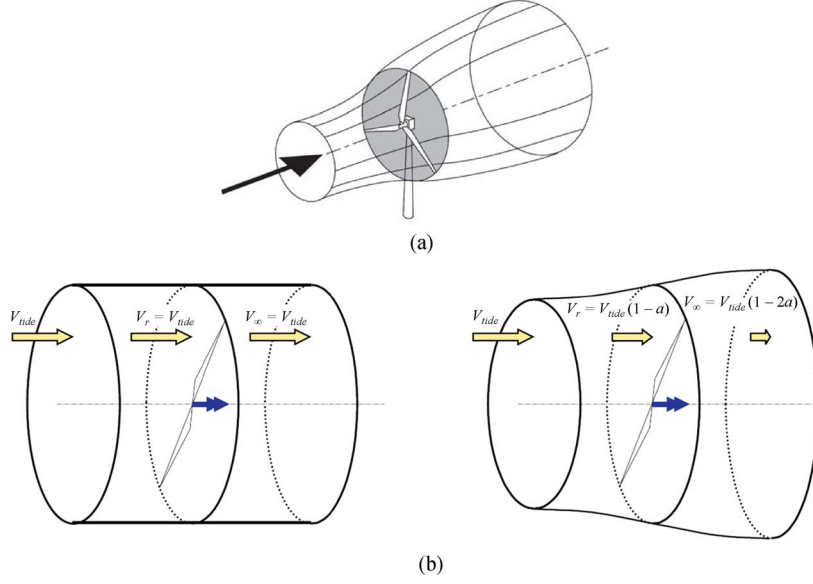 (a)
V_tide
V_r = V_tide
V_∞ = V_tide
V_tide
V_r = V_tide (1 − a)
V_∞ = V_tide (1 − 2a)
(b)